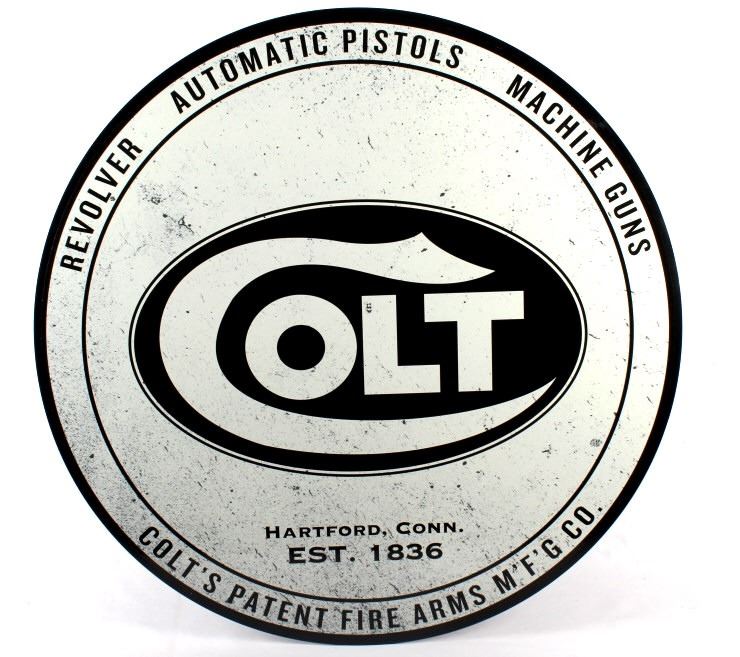 REVOLVER AUTOMATIC PISTOLS MACHINE GUNS
COLT
HARTFORD, CONN.
EST. 1836
COLT'S PATENT FIRE ARMS M'F'G CO.